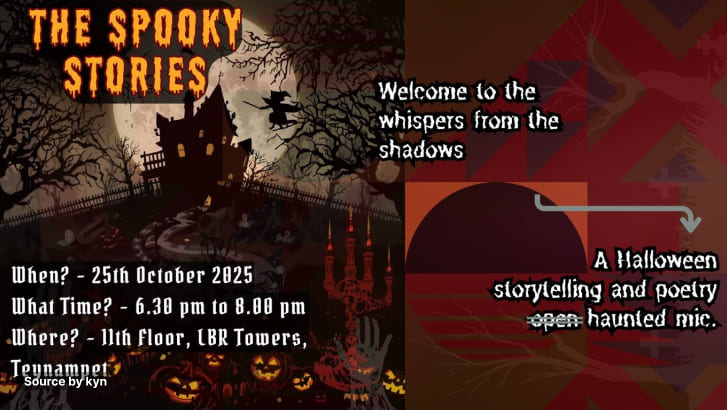 THE SPOOKY
STORIES
When? - 25th October 2025
What Time? - 6.30 pm to 8.00 pm
Where? - 11th Floor, LBR Towers,
Teynampet
Source by kyn
Welcome to the
whispers from the
shadows
A Halloween
storytelling and poetry
open haunted mic.